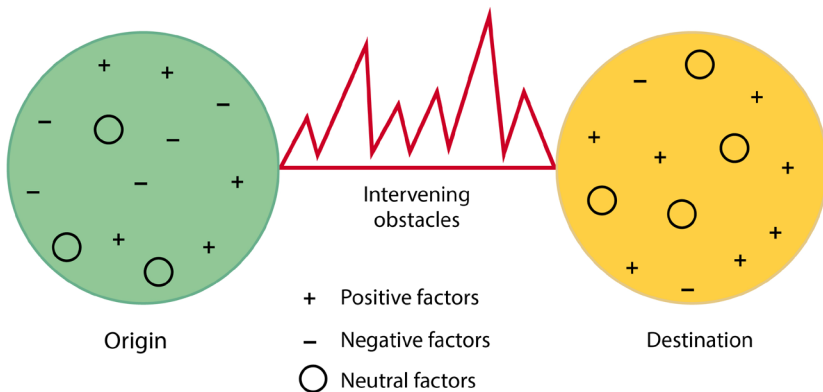 Intervening
obstacles
+ Positive factors
– Negative factors
Neutral factors
Origin
Destination